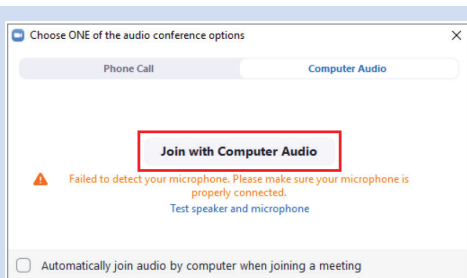 Choose ONE of the audio conference options
Phone Call
Computer Audio
Join with Computer Audio
Failed to detect your microphone. Please make sure your microphone is
properly connected.
Test speaker and microphone
Automatically join audio by computer when joining a meeting